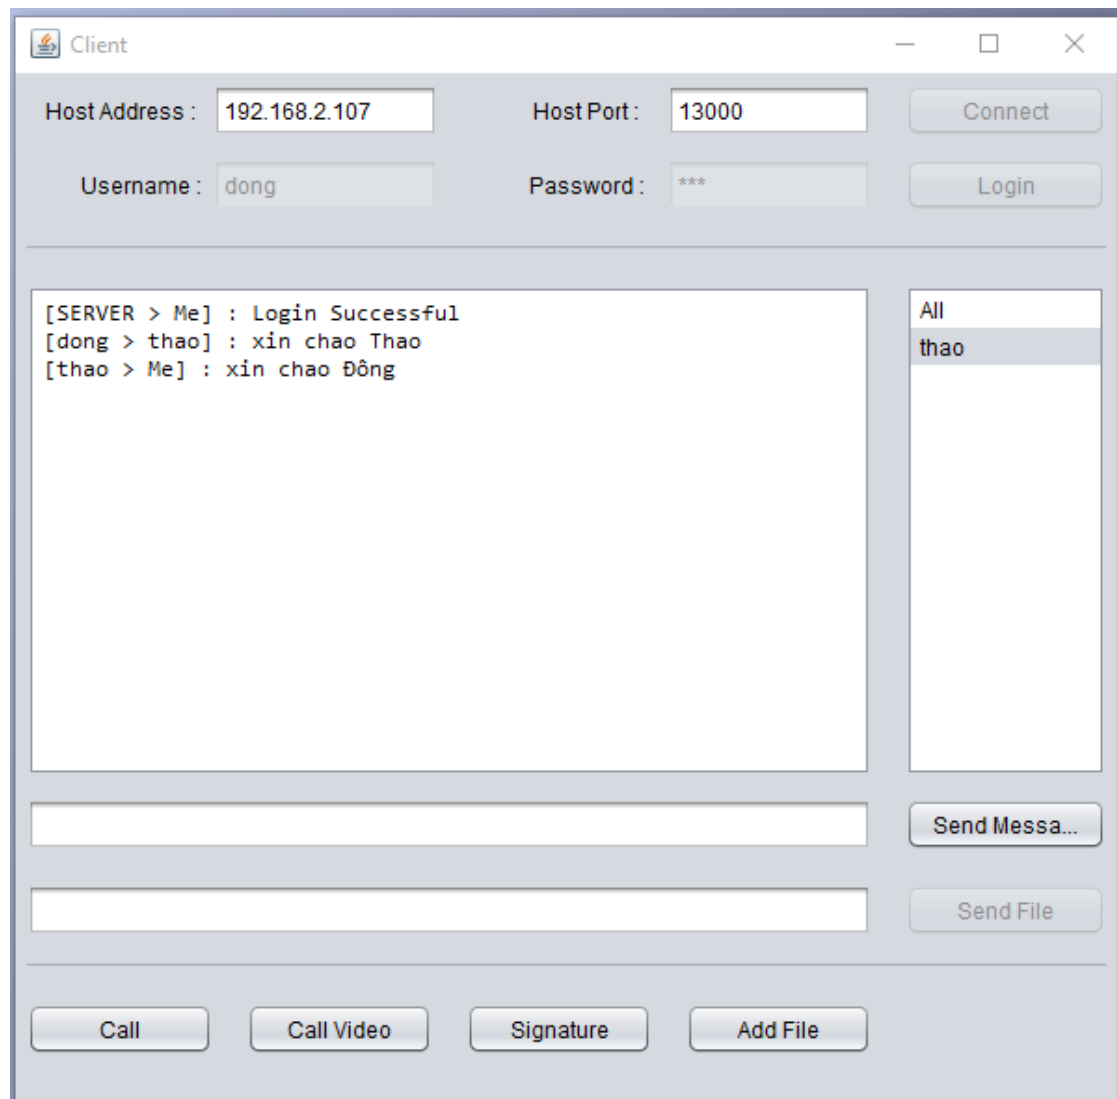 Client
Host Address : 192.168.2.107 Host Port : 13000 Connect
Username : dong Password : *** Login
[SERVER > Me] : Login Successful
[dong > thao] : xin chao Thao
[thao > Me] : xin chao Đông
All
thao
Send Messa...
Send File
Call Call Video Signature Add File